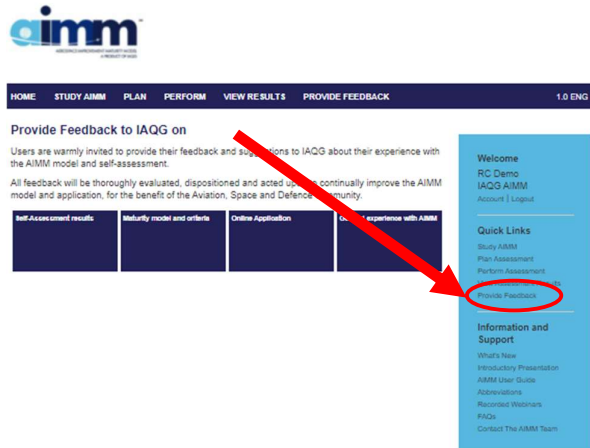 aimm
AEROSPACE IMPROVEMENT MATURITY MODEL
A PRODUCT OF IAQG
HOME STUDY AIMM PLAN PERFORM VIEW RESULTS PROVIDE FEEDBACK 1.0 ENG
Provide Feedback to IAQG on
Users are warmly invited to provide their feedback and suggestions to IAQG about their experience with
the AIMM model and self-assessment.
All feedback will be thoroughly evaluated, dispositioned and acted continually improve the AIMM
model and application, for the benefit of the Aviation, Space and Defence
Self-Assessment results
Maturity model and criteria
Online Application
experience with AIMM
Welcome
RC Demo
IAQG AIMM
Account | Logout
Quick Links
Study AIMM
Plan Assessment
Perform Assessment
Provide Feedback
Information and
Support
What's New
Introductory Presentation
AIMM User Guide
Abbreviations
Recorded Webinars
FAQs
Contact The AIMM Team